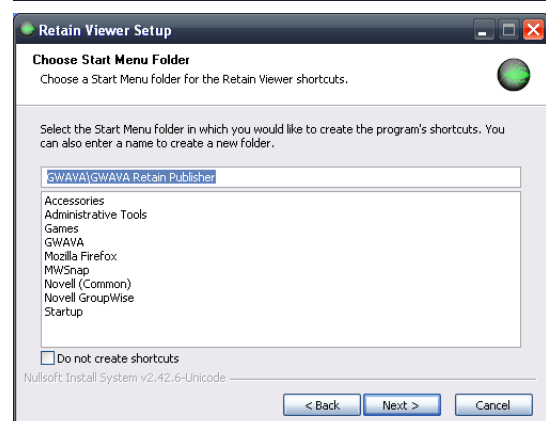 Retain Viewer Setup
Choose Start Menu Folder
Choose a Start Menu folder for the Retain Viewer shortcuts.
Select the Start Menu folder in which you would like to create the program's shortcuts. You
can also enter a name to create a new folder.
GWAVA\GWAVA Retain Publisher
Accessories
Administrative Tools
Games
GWAVA
Mozilla Firefox
MWSnap
Novell (Common)
Novell GroupWise
Startup
Do not create shortcuts
Nullsoft Install System v2.42.6-Unicode
< Back Next > Cancel